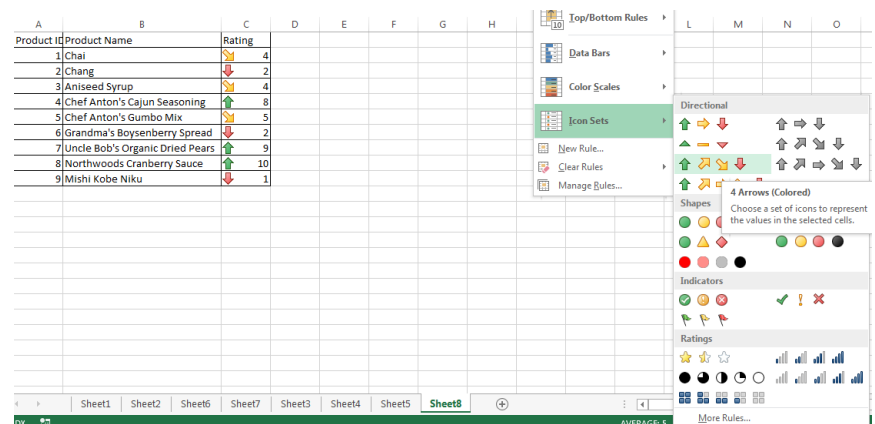 A B C D E F G H L M N O
Product ID Product Name Rating
1 Chai 4
2 Chang 2
3 Aniseed Syrup 4
4 Chef Anton's Cajun Seasoning 8
5 Chef Anton's Gumbo Mix 5
6 Grandma's Boysenberry Spread 2
7 Uncle Bob's Organic Dried Pears 9
8 Northwoods Cranberry Sauce 10
9 Mishi Kobe Niku 1
10 Top/Bottom Rules
Data Bars
Color Scales
Icon Sets
New Rule...
Clear Rules
Manage Rules...
Directional
4 Arrows (Colored)
Choose a set of icons to represent
the values in the selected cells.
Shapes
Indicators
Ratings
More Rules...
Sheet1 Sheet2 Sheet6 Sheet7 Sheet3 Sheet4 Sheet5 Sheet8
AVERAGE: 5